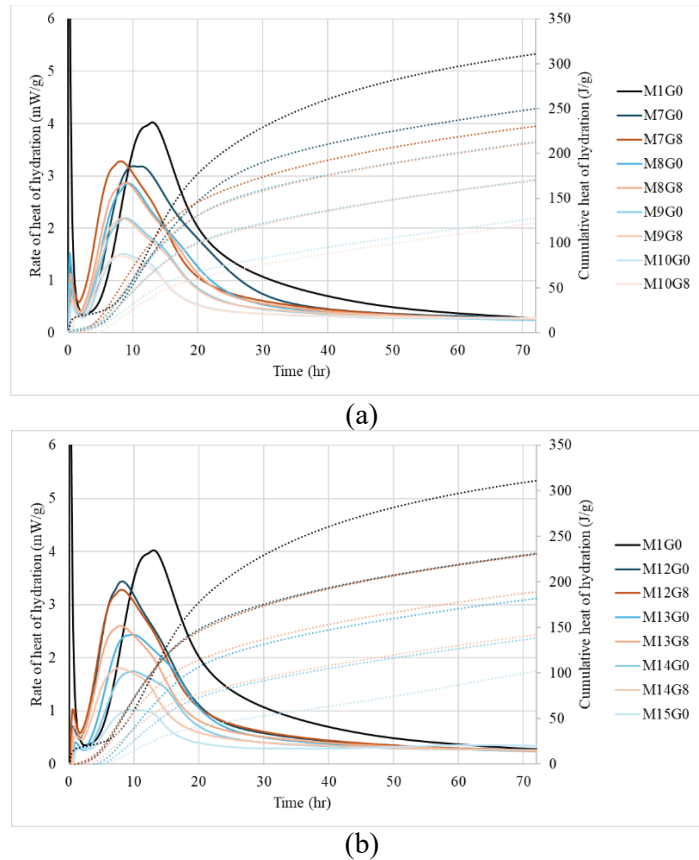 6
5
4
3
2
1
0
Rate of heat of hydration (mW/g)
350
300
250
200
150
100
50
0
Cumulative heat of hydration (J/g)
0 10 20 30 40 50 60 70
Time (hr)
M1G0
M7G0
M7G8
M8G0
M8G8
M9G0
M9G8
M10G0
M10G8
(a)
6
5
4
3
2
1
0
Rate of heat of hydration (mW/g)
350
300
250
200
150
100
50
0
Cumulative heat of hydration (J/g)
0 10 20 30 40 50 60 70
Time (hr)
M1G0
M12G0
M12G8
M13G0
M13G8
M14G0
M14G8
M15G0
(b)